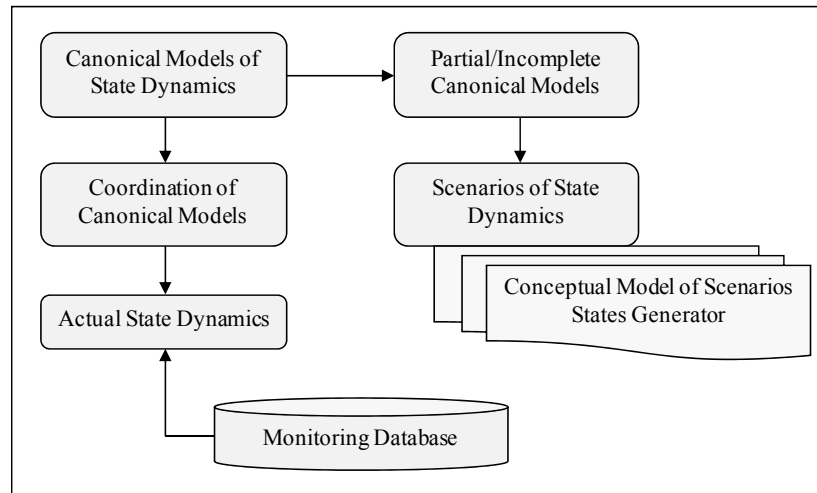 Canonical Models of
State Dynamics
Partial/Incomplete
Canonical Models
Coordination of
Canonical Models
Scenarios of State
Dynamics
Conceptual Model of Scenarios
States Generator
Actual State Dynamics
Monitoring Database